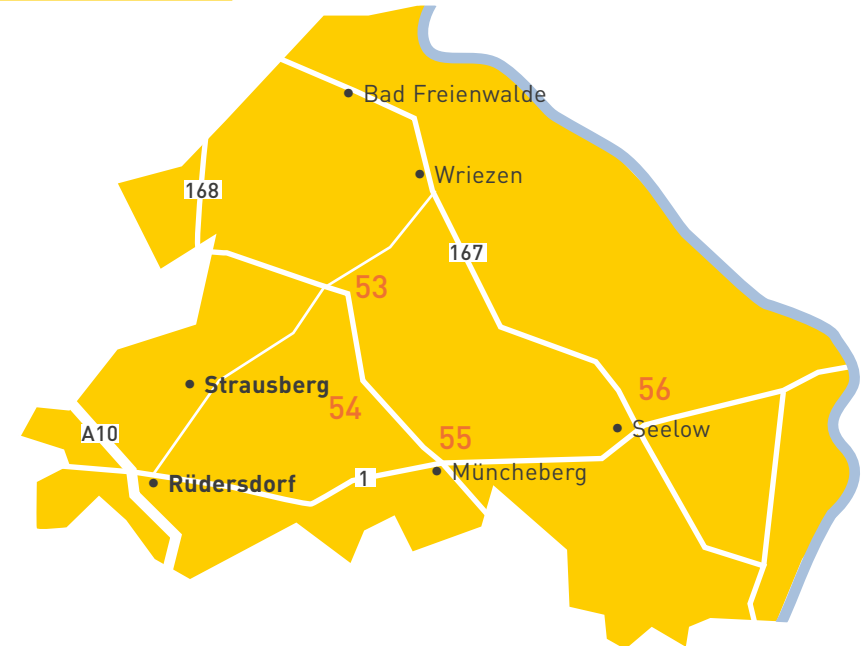 Bad Freienwalde
Wriezen
168
167
53
Strausberg
56
54
Seelow
A10
55
Müncheberg
1
Rüdersdorf